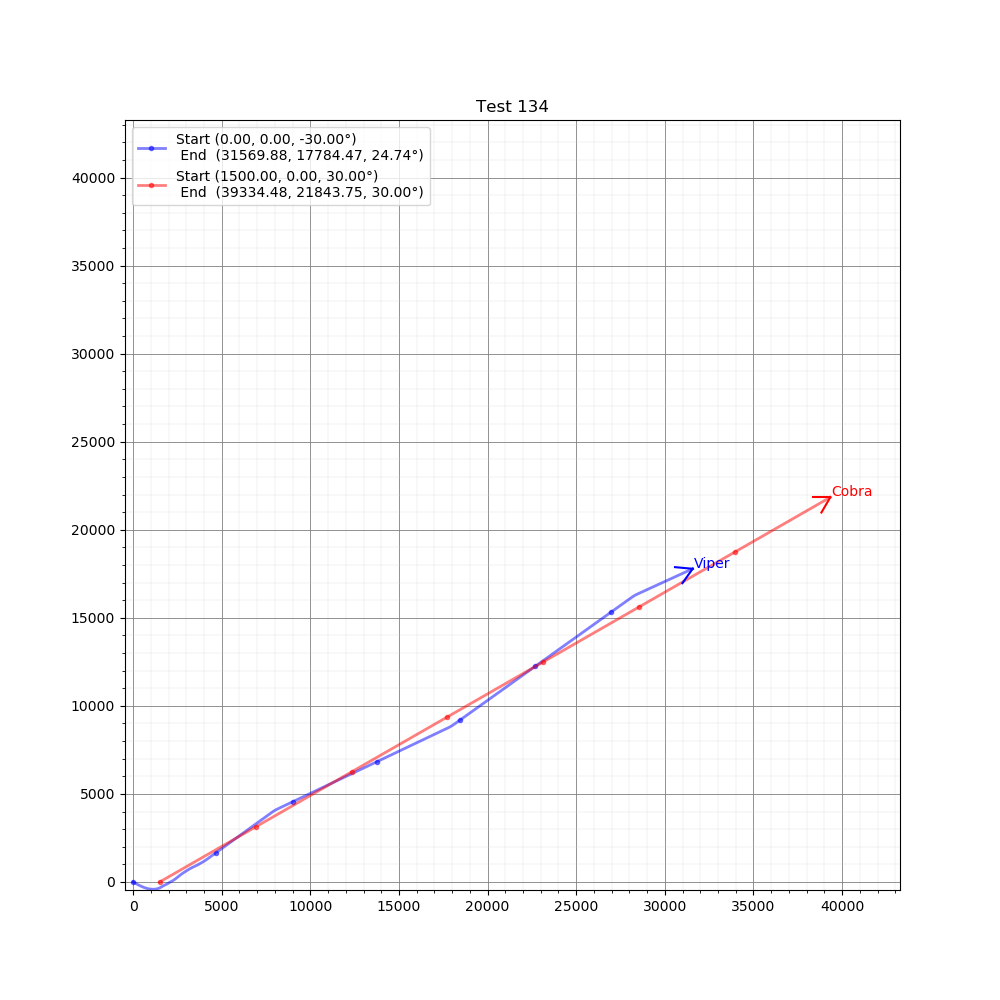 Test 134
Start (0.00, 0.00, -30.00°)
End (31569.88, 17784.47, 24.74°)
Start (1500.00, 0.00, 30.00°)
End (39334.48, 21843.75, 30.00°)
40000
35000
30000
25000
20000
15000
10000
5000
0
Cobra
Viper
0 5000 10000 15000 20000 25000 30000 35000 40000